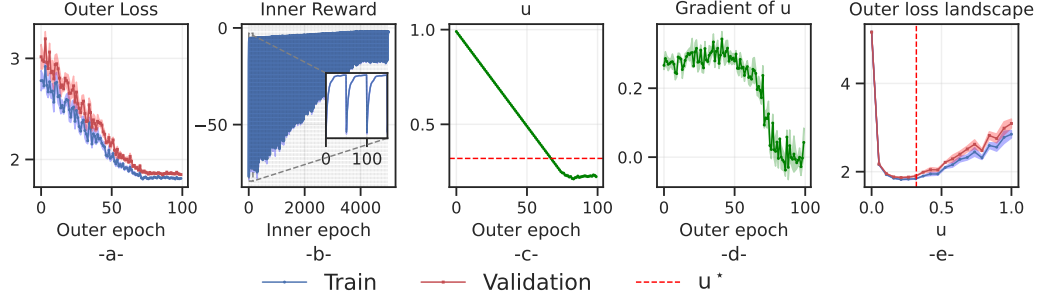 Outer Loss
3
2
0
50
100
Outer epoch
-a-
Inner Reward
0
−50
0
100
0
2000
4000
Inner epoch
-b-
u
1.0
0.5
0
50
100
Outer epoch
-c-
Gradient of u
0.2
0.0
0
50
100
Outer epoch
-d-
Outer loss landscape
4
2
0.0
0.5
1.0
u
-e-
Train
Validation
u⋆